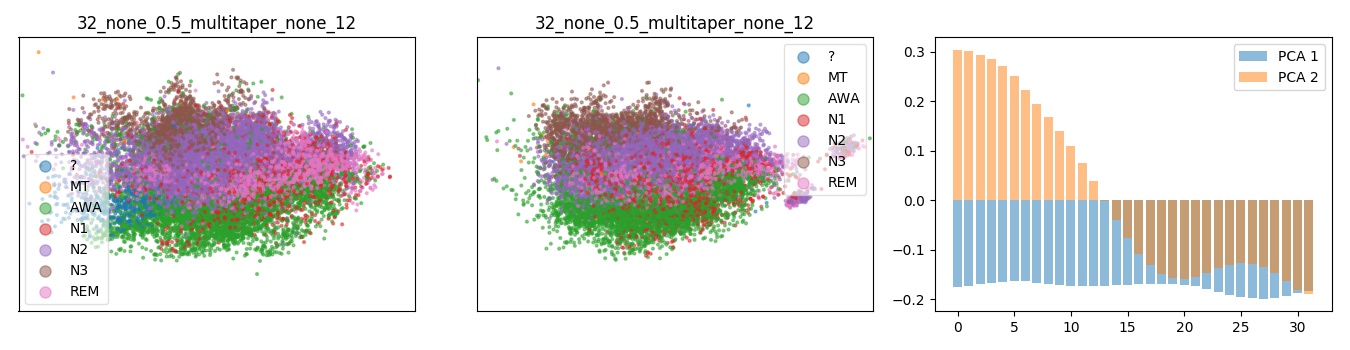 32_none_0.5_multitaper_none_12
?
MT
AWA
N1
N2
N3
REM
32_none_0.5_multitaper_none_12
?
MT
AWA
N1
N2
N3
REM
PCA 1
PCA 2
0.3
0.2
0.1
0.0
−0.1
−0.2
0 5 10 15 20 25 30